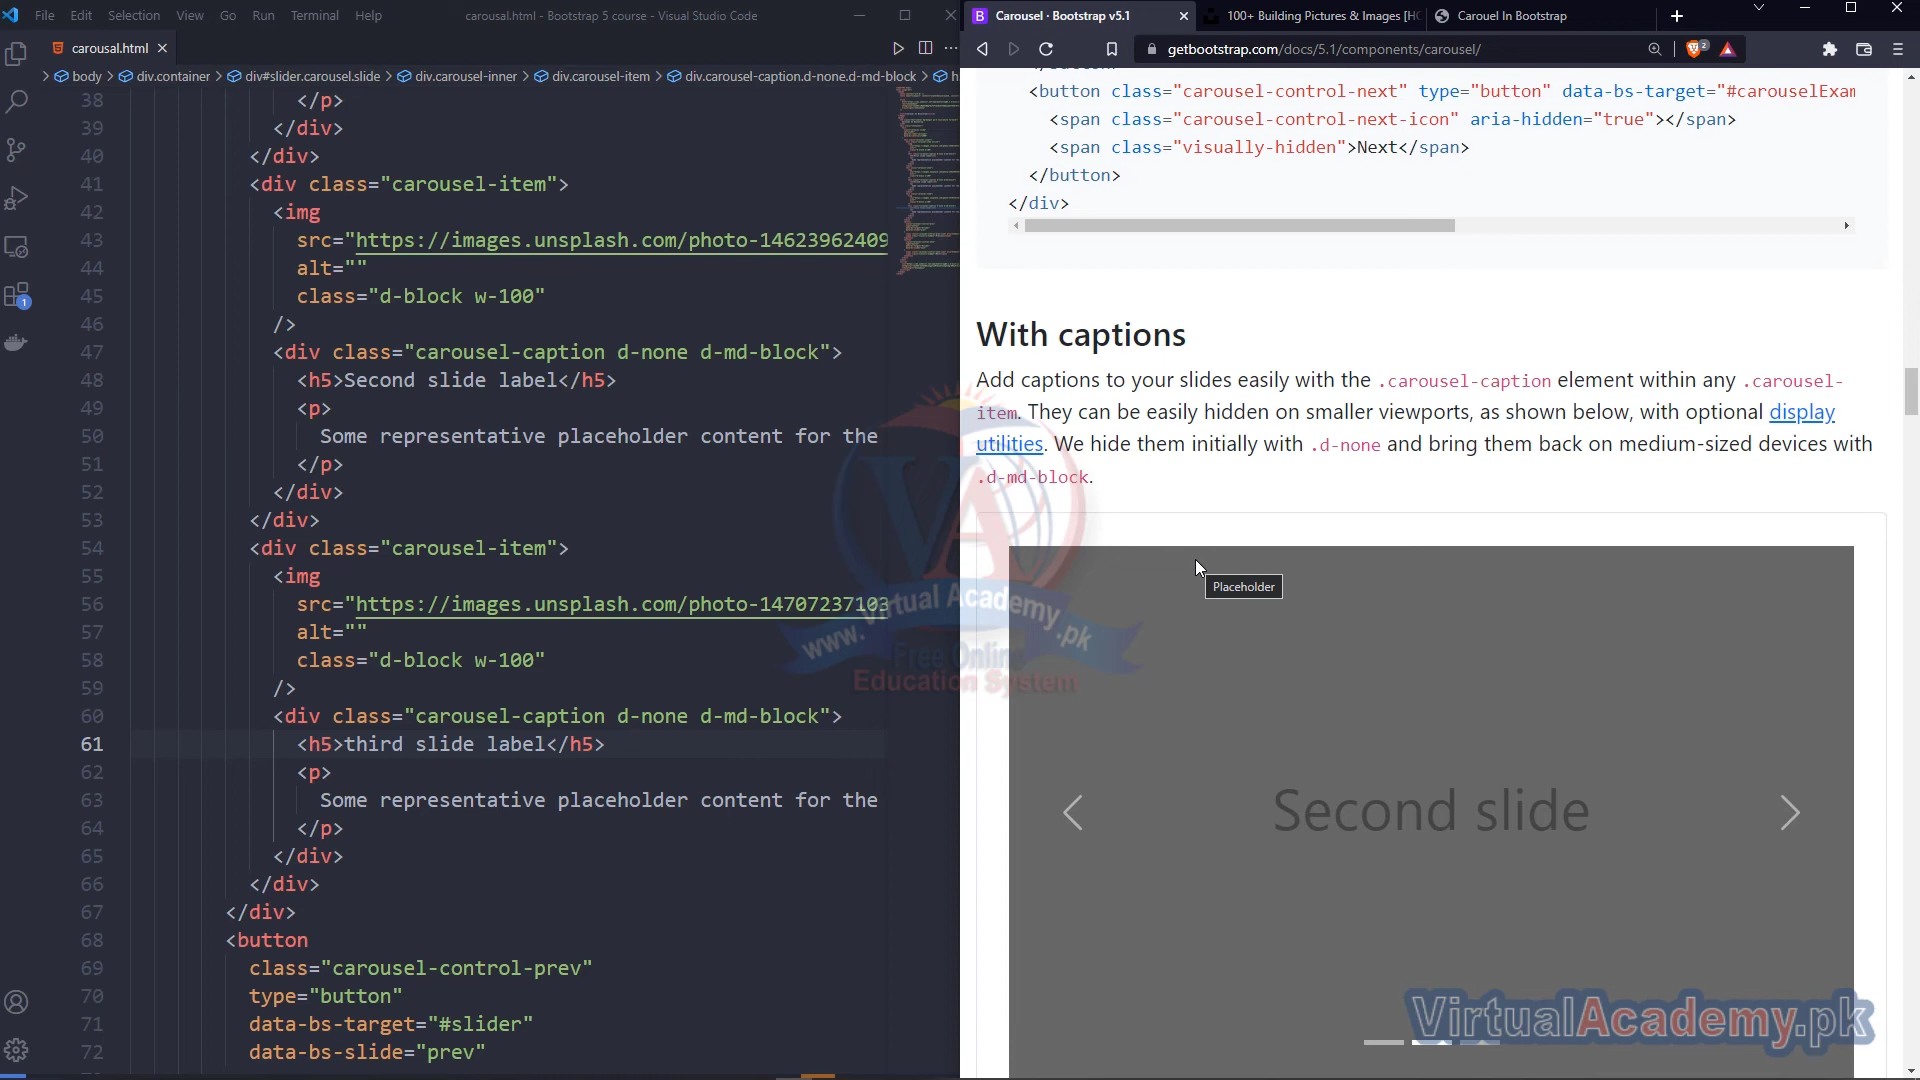 File Edit Selection View Go Run Terminal Help
carousal.html - Bootstrap 5 course - Visual Studio Code
carousal.html
body > div.container > div#slider.carousel.slide > div.carousel-inner > div.carousel-item > div.carousel-caption.d-none.d-md-block > h
38 </p>
39 </div>
40 </div>
41 <div class="carousel-item">
42 <img
43 src="https://images.unsplash.com/photo-14623962409
44 alt=""
45 class="d-block w-100"
46 />
47 <div class="carousel-caption d-none d-md-block">
48 <h5>Second slide label</h5>
49 <p>
50 Some representative placeholder content for the
51 </p>
52 </div>
53 </div>
54 <div class="carousel-item">
55 <img
56 src="https://images.unsplash.com/photo-14707237103
57 alt=""
58 class="d-block w-100"
59 />
60 <div class="carousel-caption d-none d-md-block">
61 <h5>third slide label</h5>
62 <p>
63 Some representative placeholder content for the
64 </p>
65 </div>
66 </div>
67 </div>
68 <button
69 class="carousel-control-prev"
70 type="button"
71 data-bs-target="#slider"
72 data-bs-slide="prev"
1
Carousel · Bootstrap v5.1
100+ Building Pictures & Images [HQ
Carouel In Bootstrap
getbootstrap.com/docs/5.1/components/carousel/
2
</button>
<button class="carousel-control-next" type="button" data-bs-target="#carouselExam
<span class="carousel-control-next-icon" aria-hidden="true"></span>
<span class="visually-hidden">Next</span>
</button>
</div>
With captions
Add captions to your slides easily with the .carousel-caption element within any .carousel-
item. They can be easily hidden on smaller viewports, as shown below, with optional display
utilities. We hide them initially with .d-none and bring them back on medium-sized devices with
.d-md-block.
Placeholder
Second slide
VA
www.VirtualAcademy.pk
Free Online
Education System
VirtualAcademy.pk